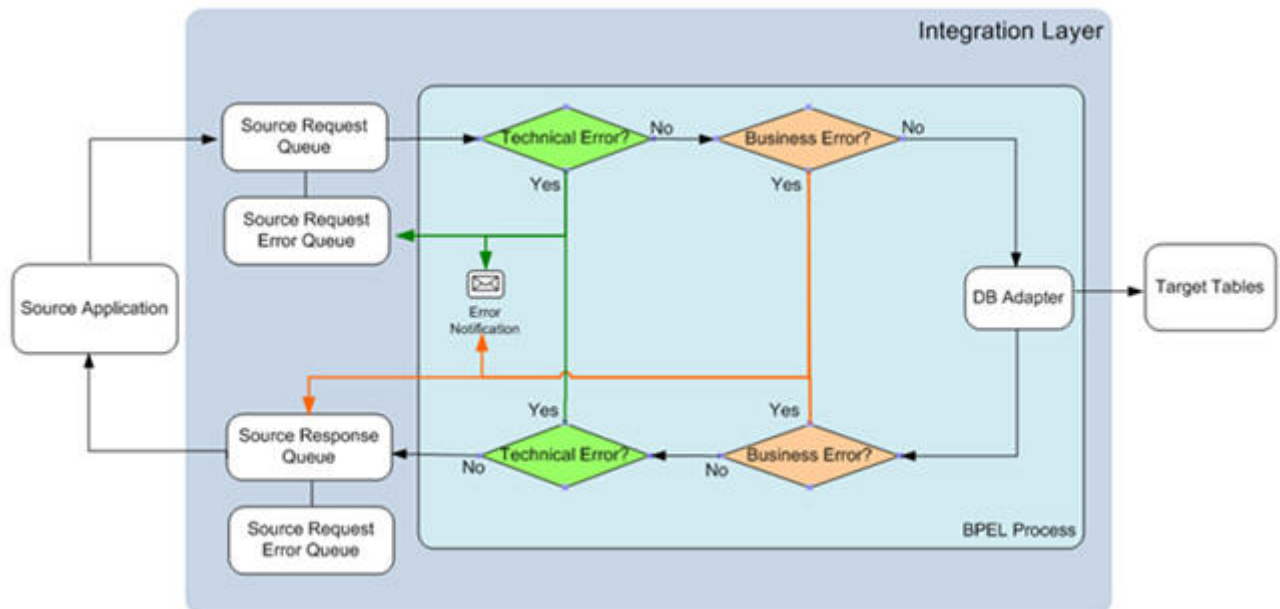 Integration Layer
Source Request
Queue
Technical Error?
No
Business Error?
No
Yes
Yes
Source Request
Error Queue
Source Application
Error
Notification
DB Adapter
Target Tables
Yes
Yes
Source Response
Queue
No
Technical Error?
No
Business Error?
Source Request
Error Queue
BPEL Process